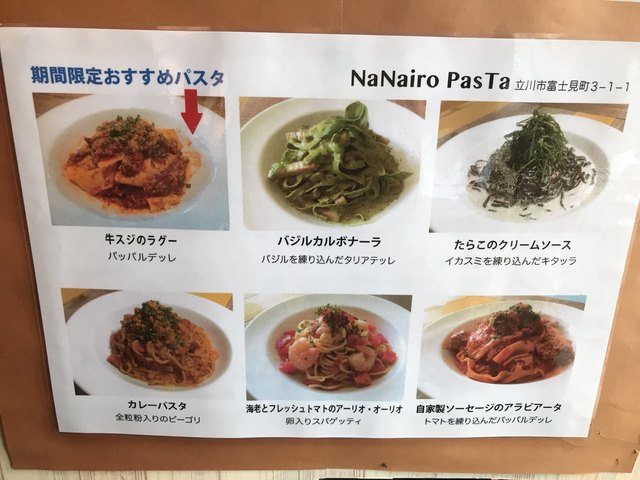 期間限定おすすめパスタ
NaNairo PasTa 立川市富士見町3-1-1
牛スジのラグー
パッパルデッレ
バジルカルボナーラ
バジルを練り込んだタリアテッレ
たらこのクリームソース
イカスミを練り込んだキタッラ
カレーパスタ
全粒粉入りのビーゴリ
海老とフレッシュトマトのアーリオ・オーリオ
卵入りスパゲッティ
自家製ソーセージのアラビアータ
トマトを練り込んだパッパルデッレ